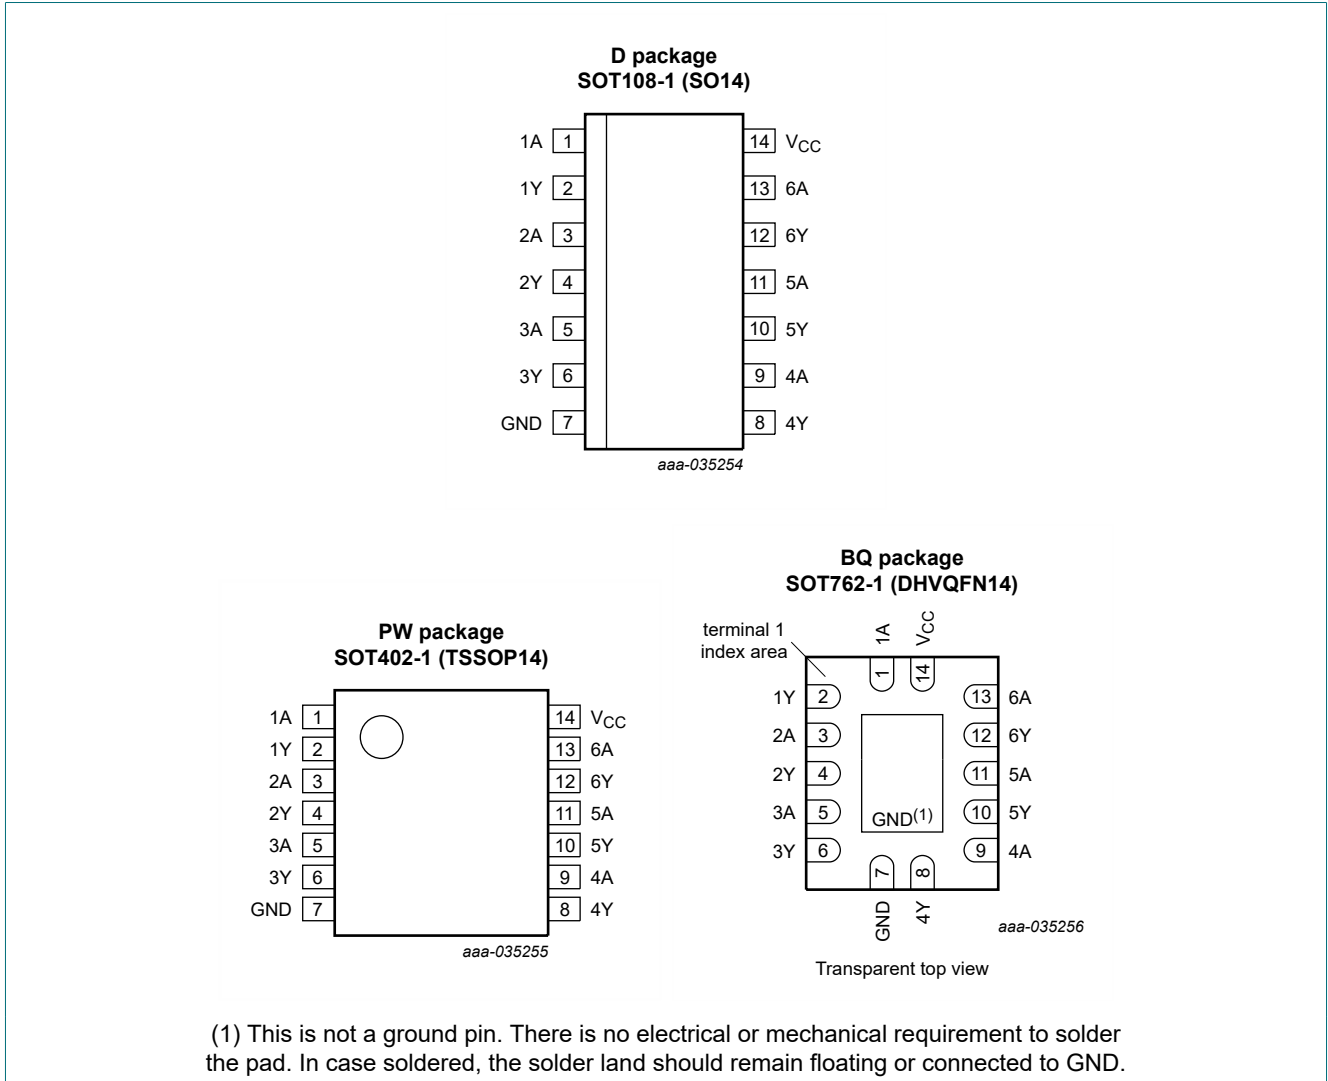 D package
SOT108-1 (SO14)
1A 1 14 VCC
1Y 2 13 6A
2A 3 12 6Y
2Y 4 11 5A
3A 5 10 5Y
3Y 6 9 4A
GND 7 8 4Y
aaa-035254
PW package
SOT402-1 (TSSOP14)
1A 1 14 VCC
1Y 2 13 6A
2A 3 12 6Y
2Y 4 11 5A
3A 5 10 5Y
3Y 6 9 4A
GND 7 8 4Y
aaa-035255
BQ package
SOT762-1 (DHVQFN14)
terminal 1
index area
1A VCC
1 14
1Y 2 13 6A
2A 3 12 6Y
2Y 4 11 5A
3A 5 GND(1) 10 5Y
3Y 6 9 4A
7 8
GND 4Y
aaa-035256
Transparent top view
(1) This is not a ground pin. There is no electrical or mechanical requirement to solder
the pad. In case soldered, the solder land should remain floating or connected to GND.